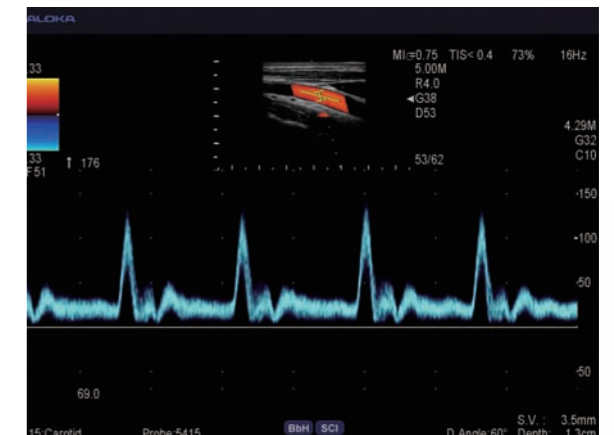 ALOKA
MI:=0.75 TIS<0.4 73% 16Hz
5.00M
R4.0
◄G38
D53
.33
4.29M
G32
C10
53/62
.33
F51
↑ 176
-150
-100
-50
-50
69.0
15:Carotid Probe:5415 BbH SCI D.Angle:60°
S.V. : 3.5mm
Depth: 1.3cm